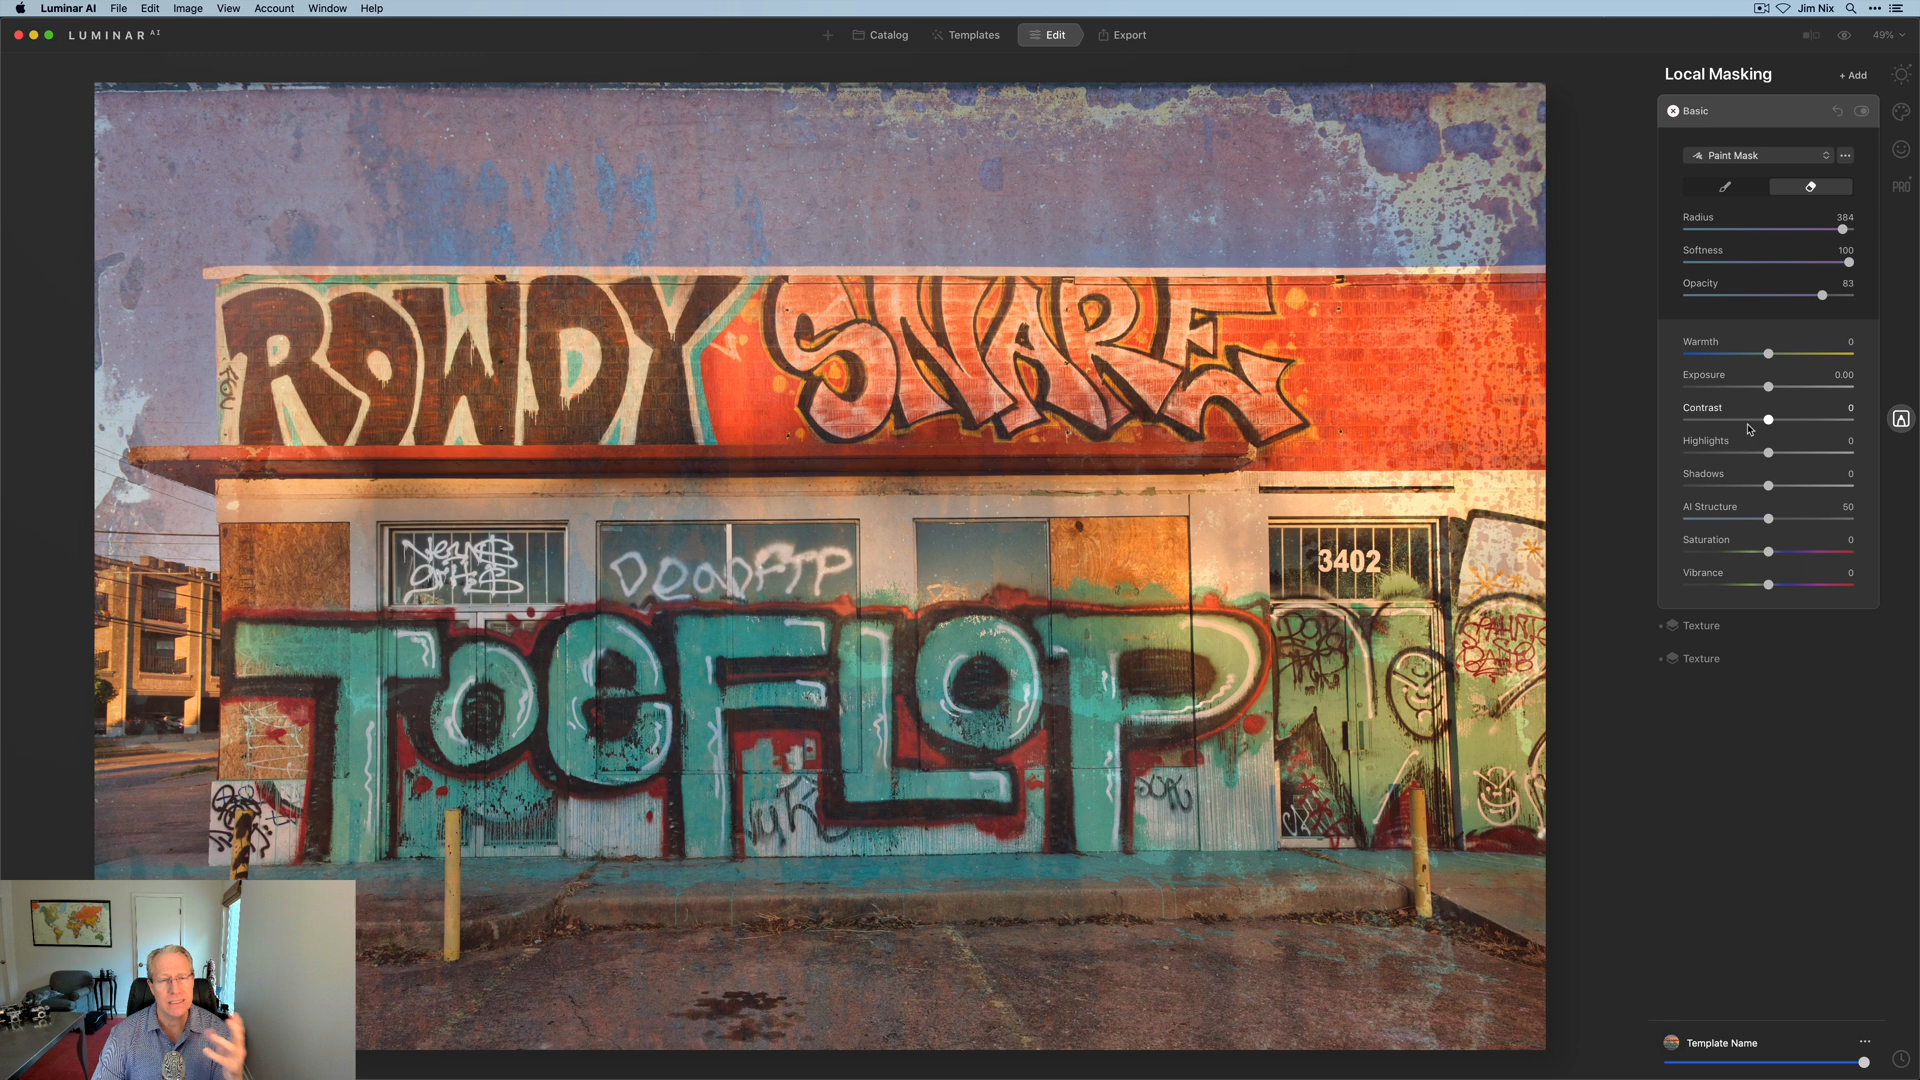 Luminar AI File Edit Image View Account Window Help Jim Nix
LUMINAR AI Catalog Templates Edit Export 49%
Local Masking + Add
Basic
Paint Mask
PRO
Radius 384
Softness 100
Opacity 83
Warmth 0
Exposure 0.00
Contrast 0
Highlights 0
Shadows 0
AI Structure 50
Saturation 0
Vibrance 0
Texture
Texture
Template Name
ROWDY SNARE
3402
TOEFLOP